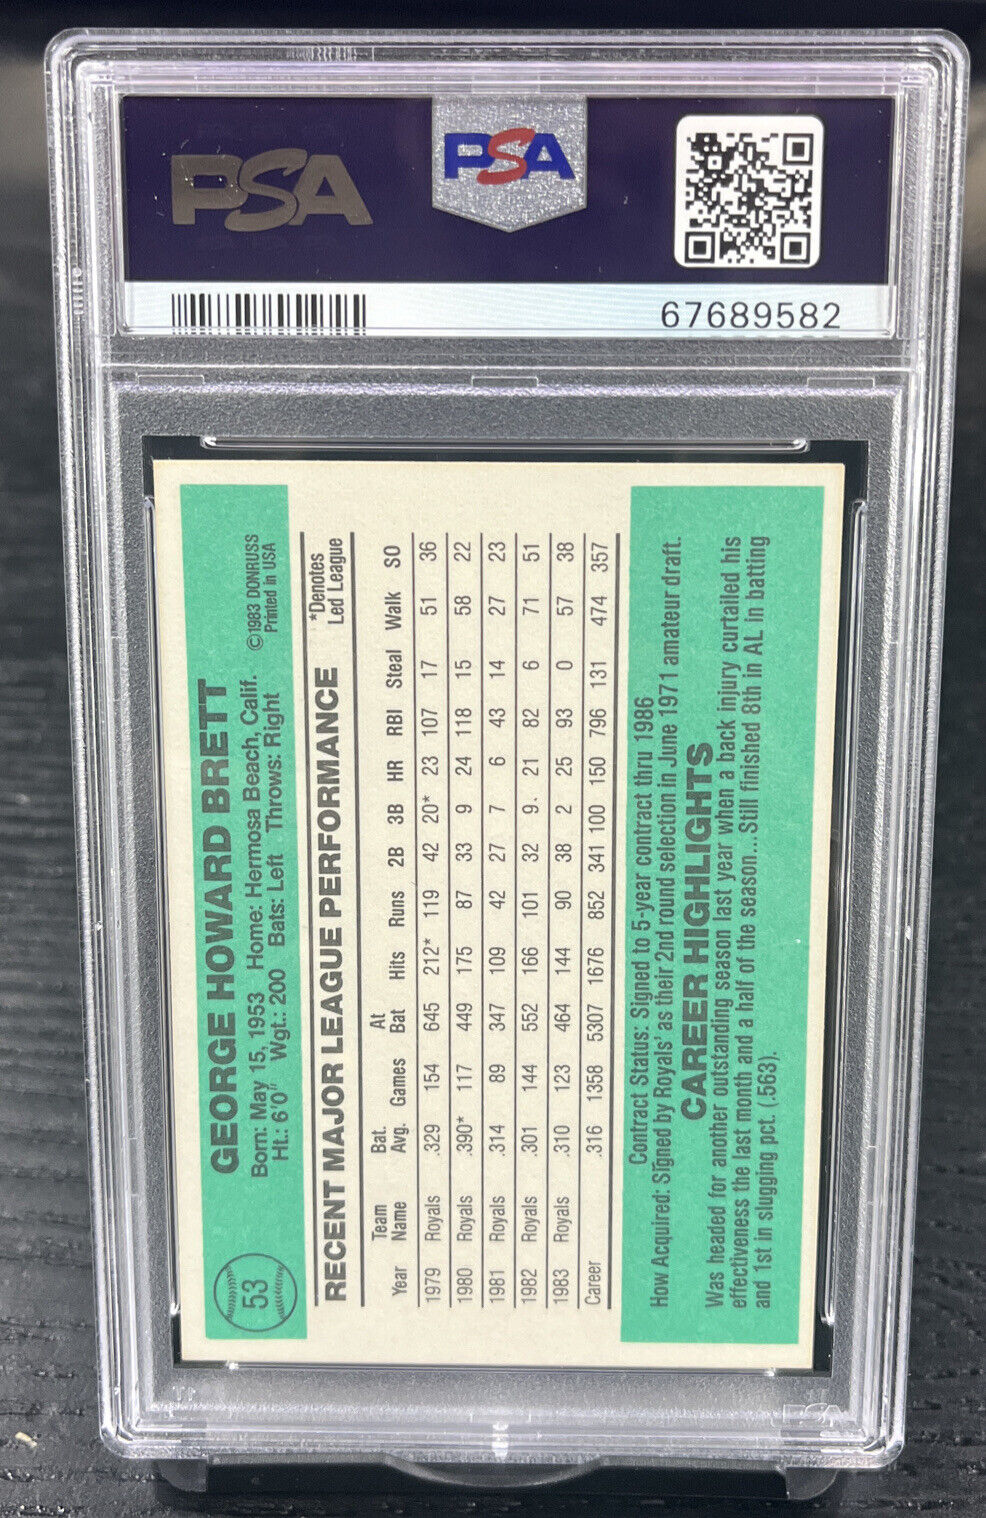 PSA
PSA
67689582
53
GEORGE HOWARD BRETT
©1983 DONRUSS
Printed in USA
Born: May 15, 1953 Home: Hermosa Beach, Calif.
Ht.: 6'0" Wgt.: 200 Bats: Left Throws: Right
RECENT MAJOR LEAGUE PERFORMANCE
*Denotes
Led League
Year Team Name Bat. Avg. Games At Bat Hits Runs 2B 3B HR RBI Steal Walk SO
1979 Royals .329 154 645 212* 119 42 20* 23 107 17 51 36
1980 Royals .390* 117 449 175 87 33 9 24 118 15 58 22
1981 Royals .314 89 347 109 42 27 7 6 43 14 27 23
1982 Royals .301 144 552 166 101 32 9. 21 82 6 71 51
1983 Royals .310 123 464 144 90 38 2 25 93 0 57 38
Career .316 1358 5307 1676 852 341 100 150 796 131 474 357
Contract Status: Signed to 5-year contract thru 1986
How Acquired: Signed by Royals' as their 2nd round selection in June 1971 amateur draft.
CAREER HIGHLIGHTS
Was headed for another outstanding season last year when a back injury curtailed his
effectiveness the last month and a half of the season...Still finished 8th in AL in batting
and 1st in slugging pct. (.563).
PSA